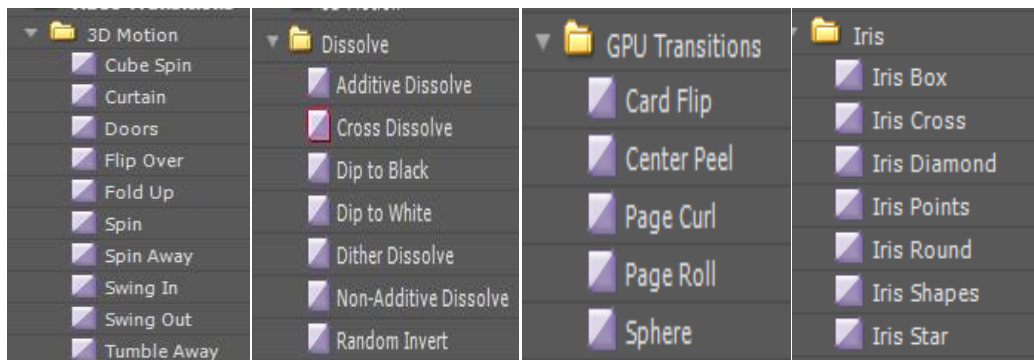 3D Motion
Cube Spin
Curtain
Doors
Flip Over
Fold Up
Spin
Spin Away
Swing In
Swing Out
Tumble Away
Dissolve
Additive Dissolve
Cross Dissolve
Dip to Black
Dip to White
Dither Dissolve
Non-Additive Dissolve
Random Invert
GPU Transitions
Card Flip
Center Peel
Page Curl
Page Roll
Sphere
Iris
Iris Box
Iris Cross
Iris Diamond
Iris Points
Iris Round
Iris Shapes
Iris Star